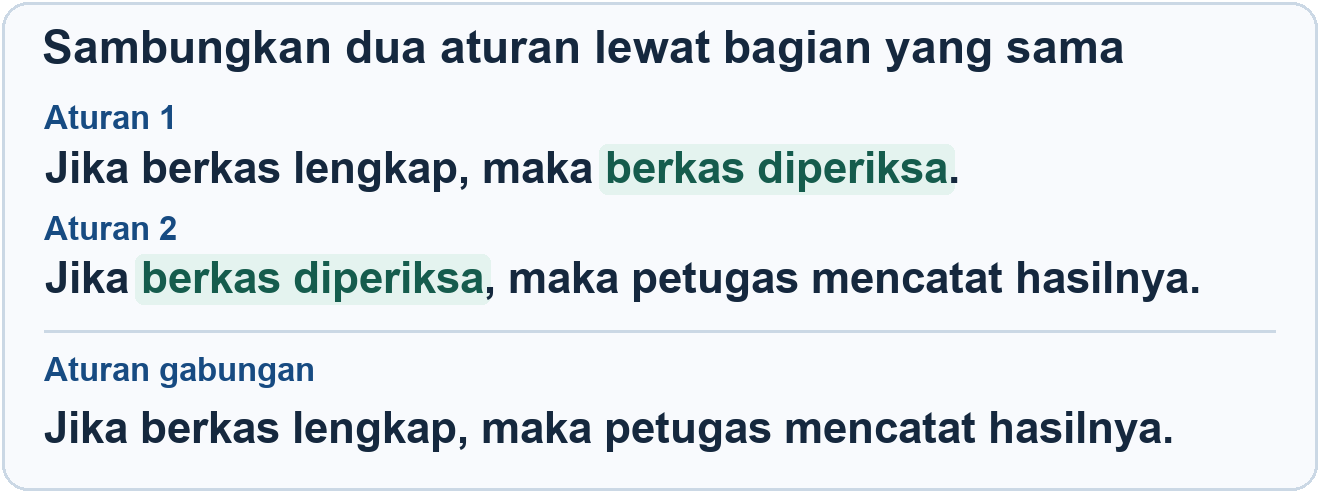 Sambungkan dua aturan lewat bagian yang sama
Aturan 1
Jika berkas lengkap, maka berkas diperiksa.
Aturan 2
Jika berkas diperiksa, maka petugas mencatat hasilnya.
Aturan gabungan
Jika berkas lengkap, maka petugas mencatat hasilnya.